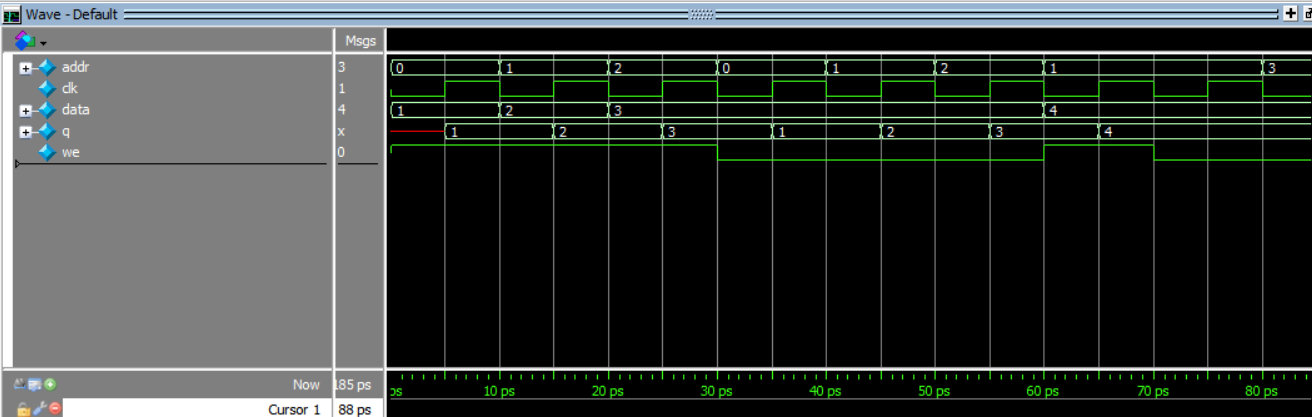 Wave - Default
Msgs
addr 3 0 1 2 0 1 2 1 3
clk 1
data 4 1 2 3 4
q x 1 2 3 1 2 3 4
we 0
Now 185 ps ps 10 ps 20 ps 30 ps 40 ps 50 ps 60 ps 70 ps 80 ps
Cursor 1 88 ps